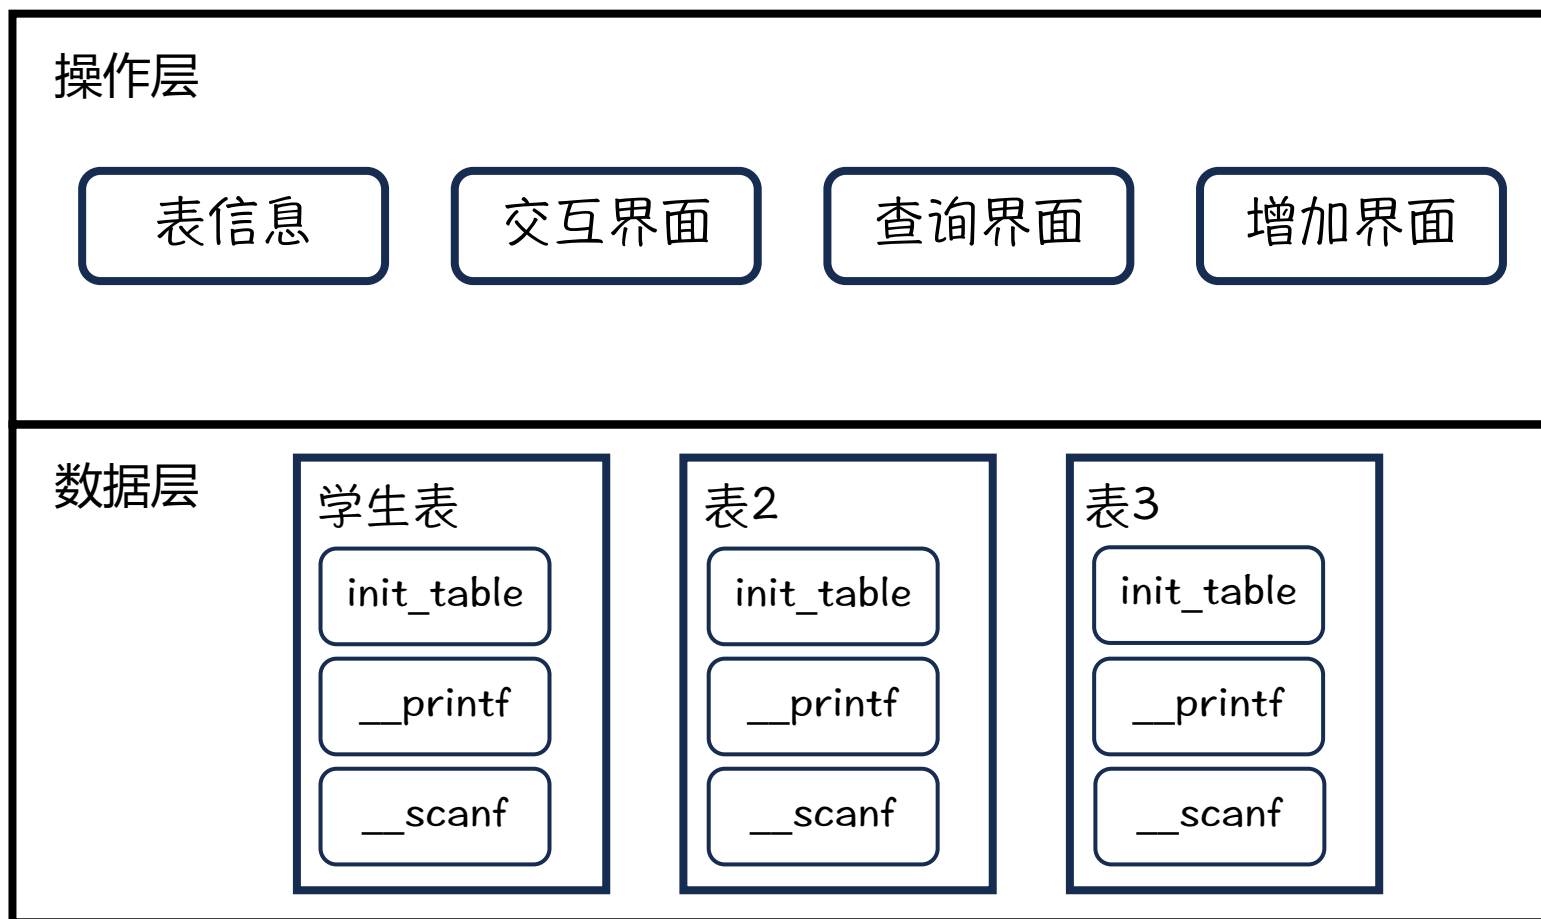 操作层
表信息
交互界面
查询界面
增加界面
数据层
学生表
init_table
__printf
__scanf
表2
init_table
__printf
__scanf
表3
init_table
__printf
__scanf